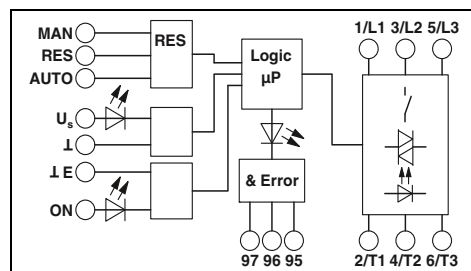 MAN
RES
AUTO
RES
Us
⊥
⊥ E
ON
Logic
µP
& Error
97 96 95
1/L1 3/L2 5/L3
2/T1 4/T2 6/T3